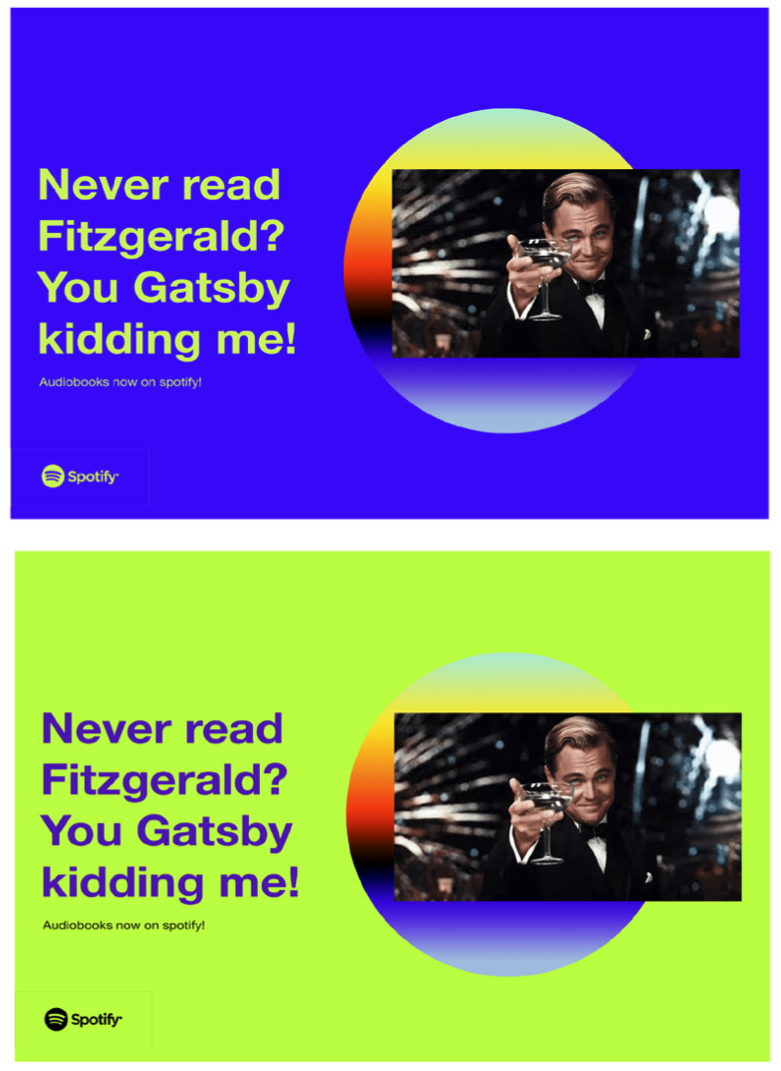 Never read
Fitzgerald?
You Gatsby
kidding me!
Audiobooks now on spotify!
Spotify
Never read
Fitzgerald?
You Gatsby
kidding me!
Audiobooks now on spotify!
Spotify